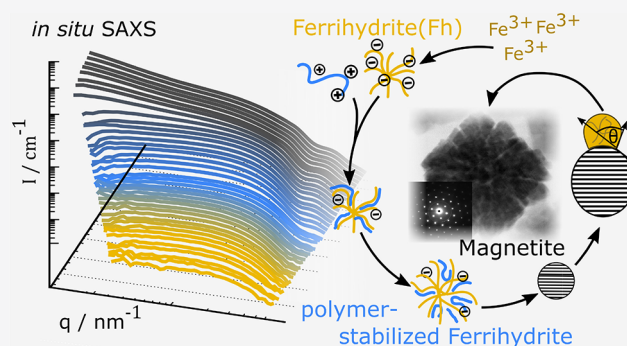 in situ SAXS
Ferrihydrite(Fh)
Fe3+ Fe3+
Fe3+
I / cm-1
θ
Magnetite
polymer-
stabilized Ferrihydrite
q / nm-1